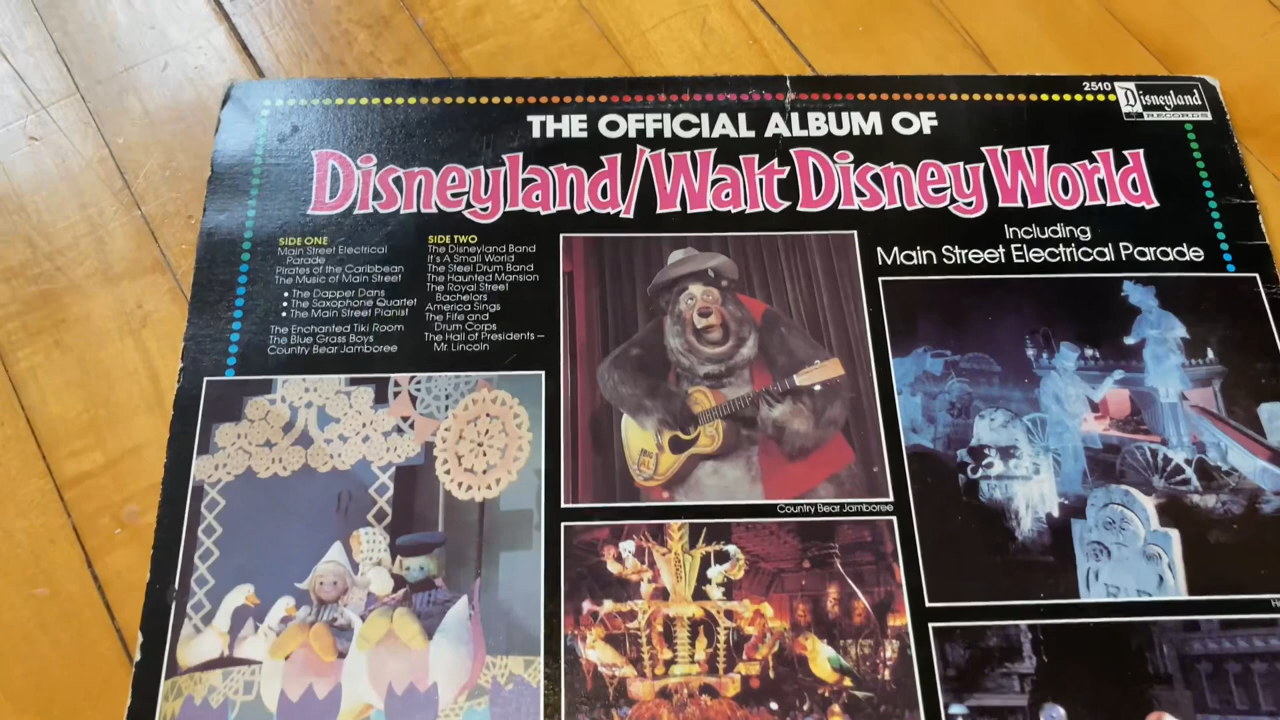 2510
Disneyland
RECORDS
THE OFFICIAL ALBUM OF
Disneyland/Walt Disney World
Including
Main Street Electrical Parade
SIDE ONE
Main Street Electrical
Parade
Pirates of the Caribbean
The Music of Main Street
• The Dapper Dans
• The Saxophone Quartet
• The Main Street Pianist
The Enchanted Tiki Room
The Blue Grass Boys
Country Bear Jamboree
SIDE TWO
The Disneyland Band
It's A Small World
The Steel Drum Band
The Haunted Mansion
The Royal Street
Bachelors
America Sings
The Fife and
Drum Corps
The Hall of Presidents –
Mr. Lincoln
BIG
AL
Country Bear Jamboree
R.I.P